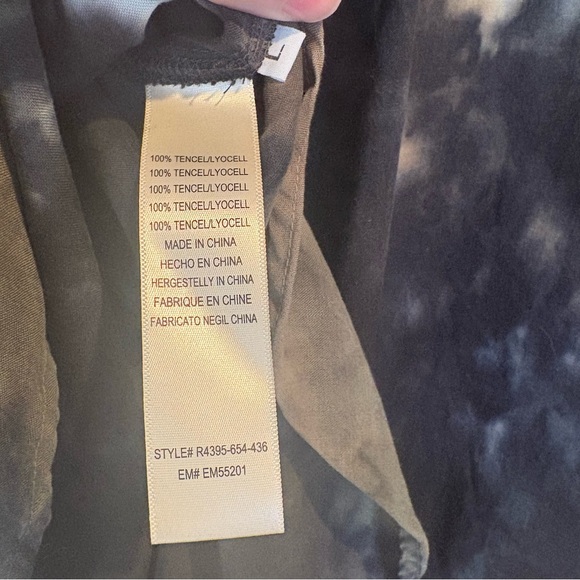 L
100% TENCEL/LYOCELL
100% TENCEL/LYOCELL
100% TENCEL/LYOCELL
100% TENCEL/LYOCELL
100% TENCEL/LYOCELL
MADE IN CHINA
HECHO EN CHINA
HERGESTELLY IN CHINA
FABRIQUE EN CHINE
FABRICATO NEGIL CHINA
STYLE# R4395-654-436
EM# EM55201